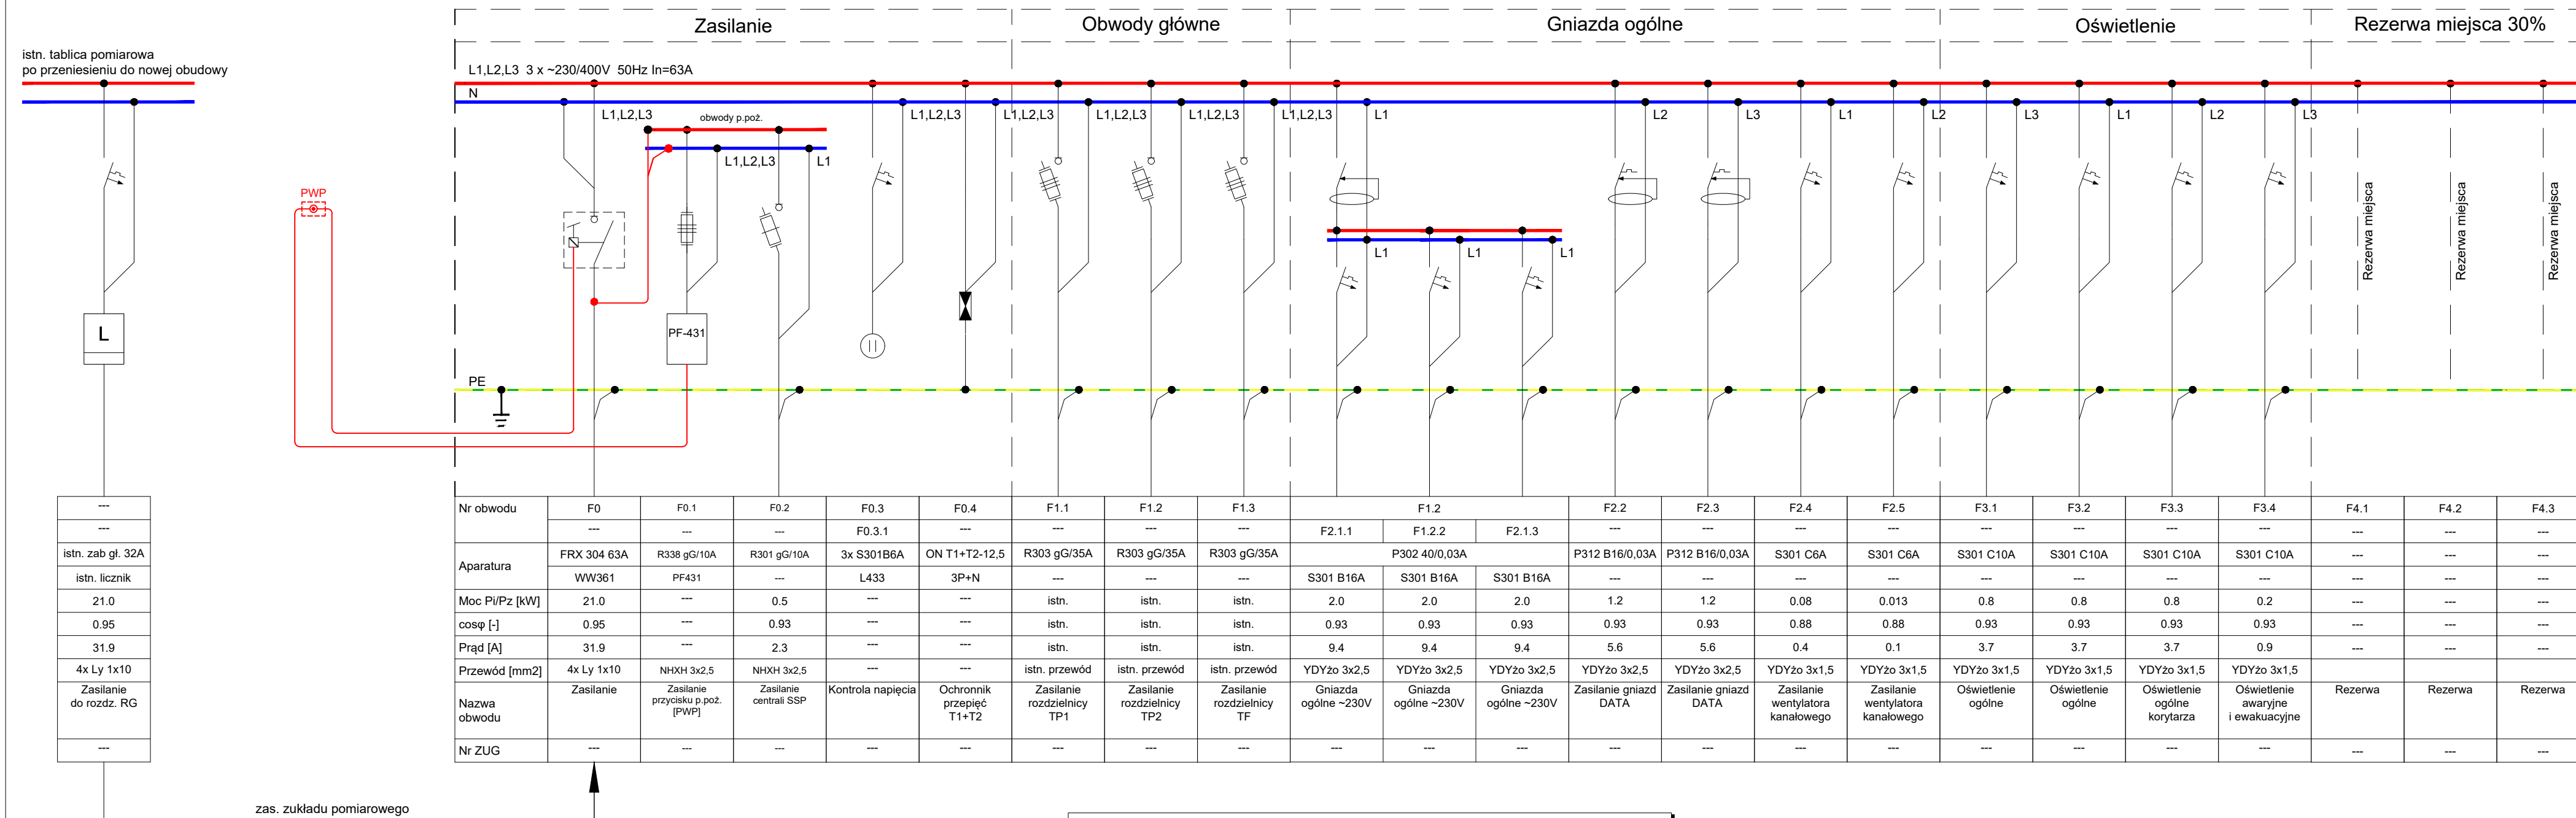 Zasilanie
Obwody główne
Gniazda ogólne
Oświetlenie
Rezerwa miejsca 30%
istn. tablica pomiarowa
po przeniesieniu do nowej obudowy
L1,L2,L3 3 x ~230/400V 50Hz In=63A
N
L1,L2,L3
obwody p.poż.
L1,L2,L3 L1,L2,L3 L1,L2,L3 L1,L2,L3 L1,L2,L3 L1 L2 L3 L1 L2 L3 L1 L2 L3
L1,L2,L3 L1
PWP
Rezerwa miejsca
Rezerwa miejsca
Rezerwa miejsca
L1 L1 L1
L
PF-431
PE
---
---
istn. zab gł. 32A
istn. licznik
21.0
0.95
31.9
4x Ly 1x10
Zasilanie
do rozdz. RG
---
Nr obwodu F0 F0.1 F0.2 F0.3 F0.4 F1.1 F1.2 F1.3 F1.2 F2.2 F2.3 F2.4 F2.5 F3.1 F3.2 F3.3 F3.4 F4.1 F4.2 F4.3
--- --- --- F0.3.1 --- --- --- --- F2.1.1 F1.2.2 F2.1.3 --- --- --- --- --- --- --- --- --- --- ---
Aparatura FRX 304 63A R338 gG/10A R301 gG/10A 3x S301B6A ON T1+T2-12,5 R303 gG/35A R303 gG/35A R303 gG/35A P302 40/0,03A P312 B16/0,03A P312 B16/0,03A S301 C6A S301 C6A S301 C10A S301 C10A S301 C10A S301 C10A --- --- ---
WW361 PF431 --- L433 3P+N --- --- --- S301 B16A S301 B16A S301 B16A --- --- --- --- --- --- --- --- --- --- ---
Moc Pi/Pz [kW] 21.0 --- 0.5 --- --- istn. istn. istn. 2.0 2.0 2.0 1.2 1.2 0.08 0.013 0.8 0.8 0.8 0.2 --- --- ---
cosφ [-] 0.95 --- 0.93 --- --- istn. istn. istn. 0.93 0.93 0.93 0.93 0.93 0.88 0.88 0.93 0.93 0.93 0.93 --- --- ---
Prąd [A] 31.9 --- 2.3 --- --- istn. istn. istn. 9.4 9.4 9.4 5.6 5.6 0.4 0.1 3.7 3.7 3.7 0.9 --- --- ---
Przewód [mm2] 4x Ly 1x10 NHXH 3x2,5 NHXH 3x2,5 --- --- istn. przewód istn. przewód istn. przewód YDYżo 3x2,5 YDYżo 3x2,5 YDYżo 3x2,5 YDYżo 3x2,5 YDYżo 3x2,5 YDYżo 3x1,5 YDYżo 3x1,5 YDYżo 3x1,5 YDYżo 3x1,5 YDYżo 3x1,5 YDYżo 3x1,5 --- --- ---
Nazwa
obwodu
Zasilanie
Zasilanie
przycisku p.poż.
[PWP]
Zasilanie
centrali SSP
Kontrola napięcia
Ochronnik
przepięć
T1+T2
Zasilanie
rozdzielnicy
TP1
Zasilanie
rozdzielnicy
TP2
Zasilanie
rozdzielnicy
TF
Gniazda
ogólne ~230V
Gniazda
ogólne ~230V
Gniazda
ogólne ~230V
Zasilanie gniazd
DATA
Zasilanie gniazd
DATA
Zasilanie
wentylatora
kanałowego
Zasilanie
wentylatora
kanałowego
Oświetlenie
ogólne
Oświetlenie
ogólne
Oświetlenie
ogólne
korytarza
Oświetlenie
awaryjne
i ewakuacyjne
Rezerwa
Rezerwa
Rezerwa
Nr ZUG --- --- --- --- --- --- --- --- --- --- --- --- --- --- --- --- --- --- --- --- --- ---
zas. zukładu pomiarowego